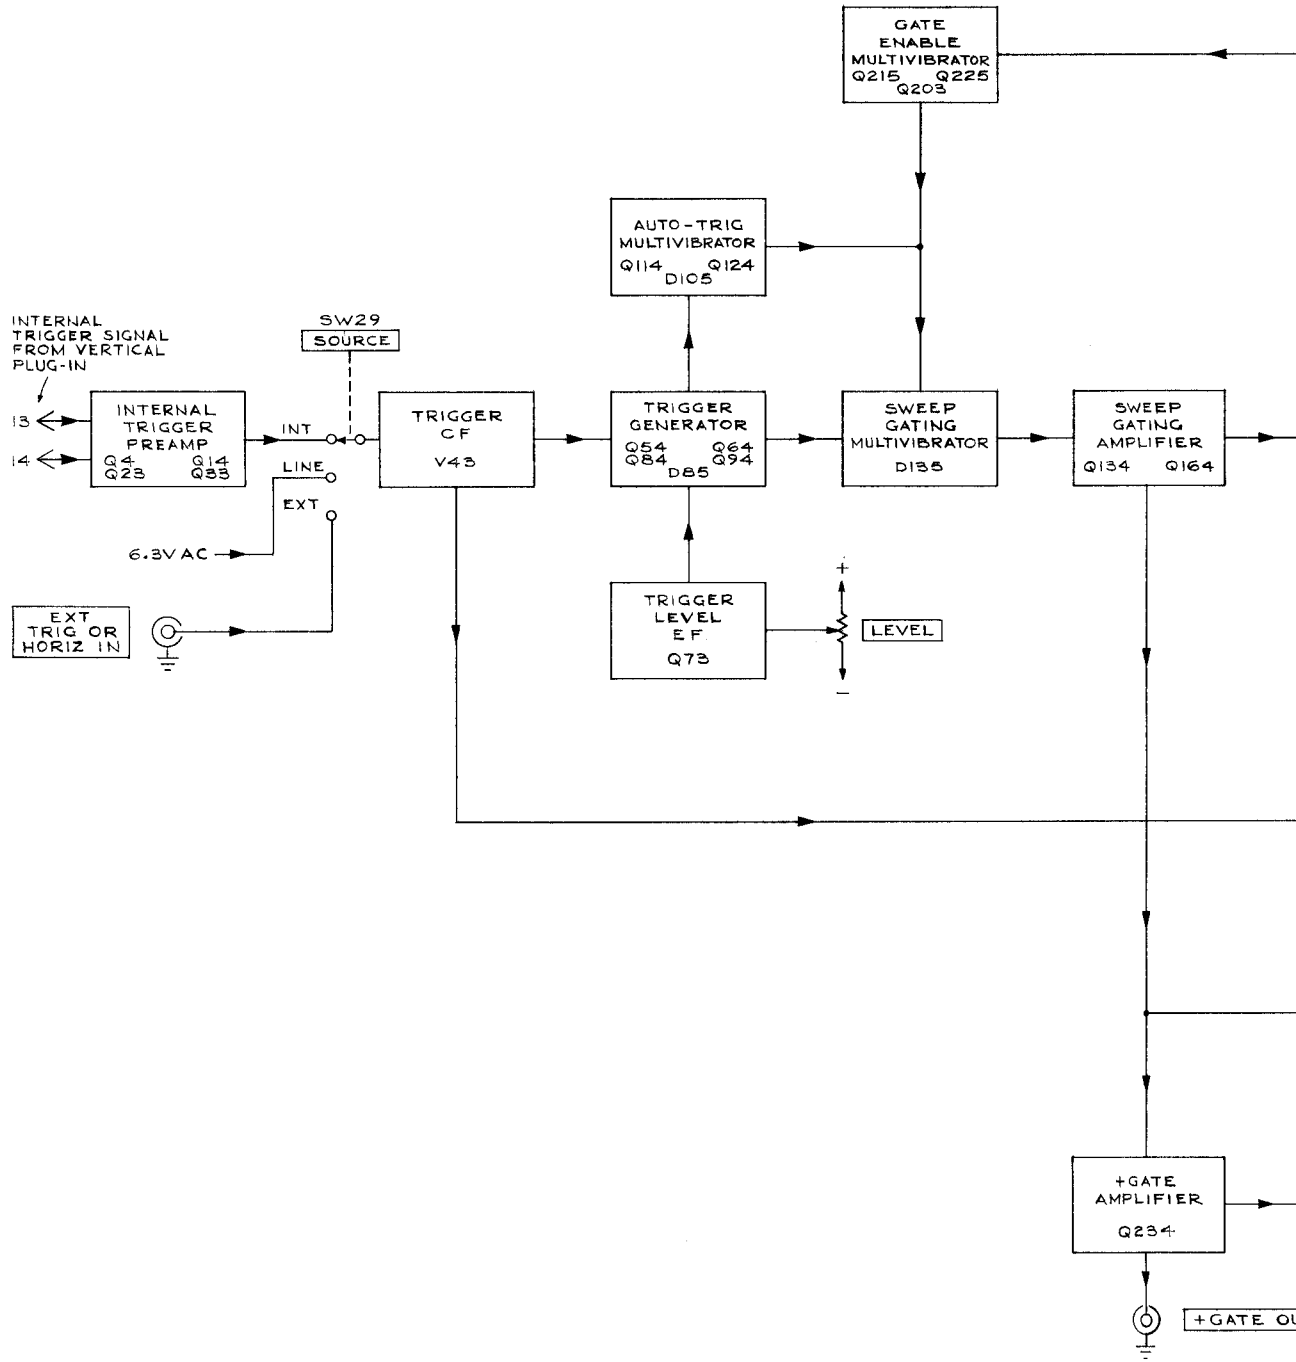 GATE
ENABLE
MULTIVIBRATOR
Q215 Q225
Q203
AUTO-TRIG
MULTIVIBRATOR
Q114 Q124
D105
INTERNAL
TRIGGER SIGNAL
FROM VERTICAL
PLUG-IN
SW29
SOURCE
13
14
INTERNAL
TRIGGER
PREAMP
Q4 Q14
Q23 Q33
INT
LINE
EXT
TRIGGER
CF
V43
TRIGGER
GENERATOR
Q54 Q64
Q84 Q94
D85
SWEEP
GATING
MULTIVIBRATOR
D135
SWEEP
GATING
AMPLIFIER
Q134 Q164
6.3V AC
EXT
TRIG OR
HORIZ IN
TRIGGER
LEVEL
EF
Q73
+
LEVEL
−
+GATE
AMPLIFIER
Q234
+GATE OU